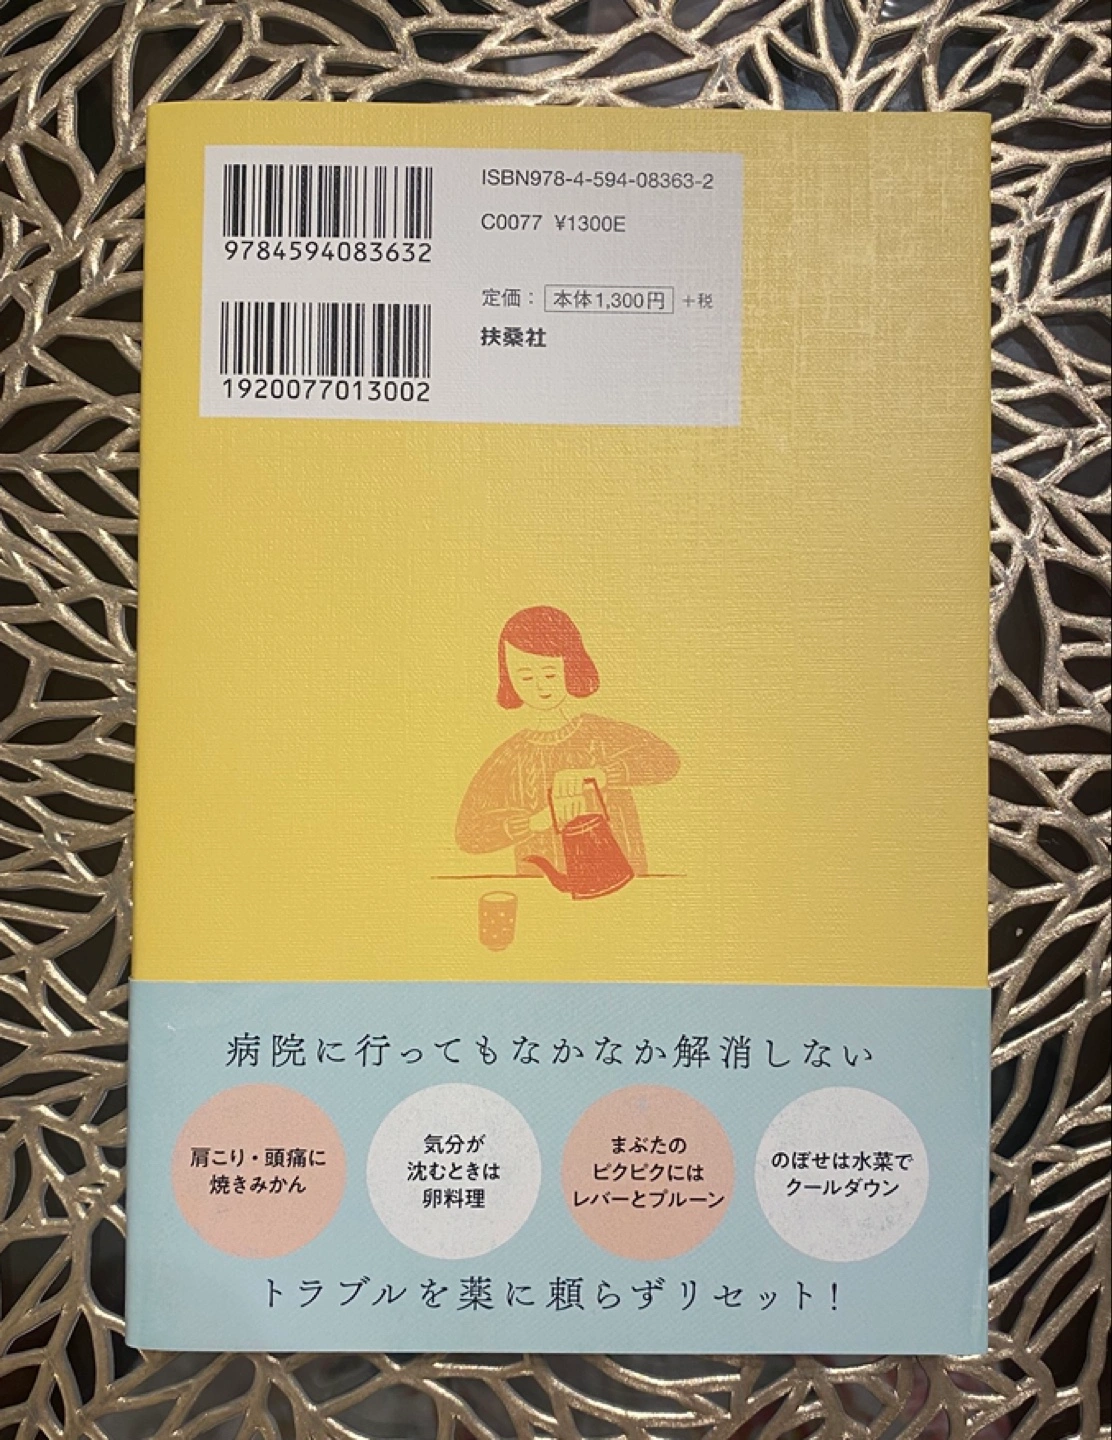 9784594083632
ISBN978-4-594-08363-2
C0077 ¥1300E
1920077013002
定価： 本体1,300円 +税
扶桑社
病院に行ってもなかなか解消しない
肩こり・頭痛に
焼きみかん
気分が
沈むときは
卵料理
まぶたの
ピクピクには
レバーとプルーン
のぼせは水菜で
クールダウン
トラブルを薬に頼らずリセット！